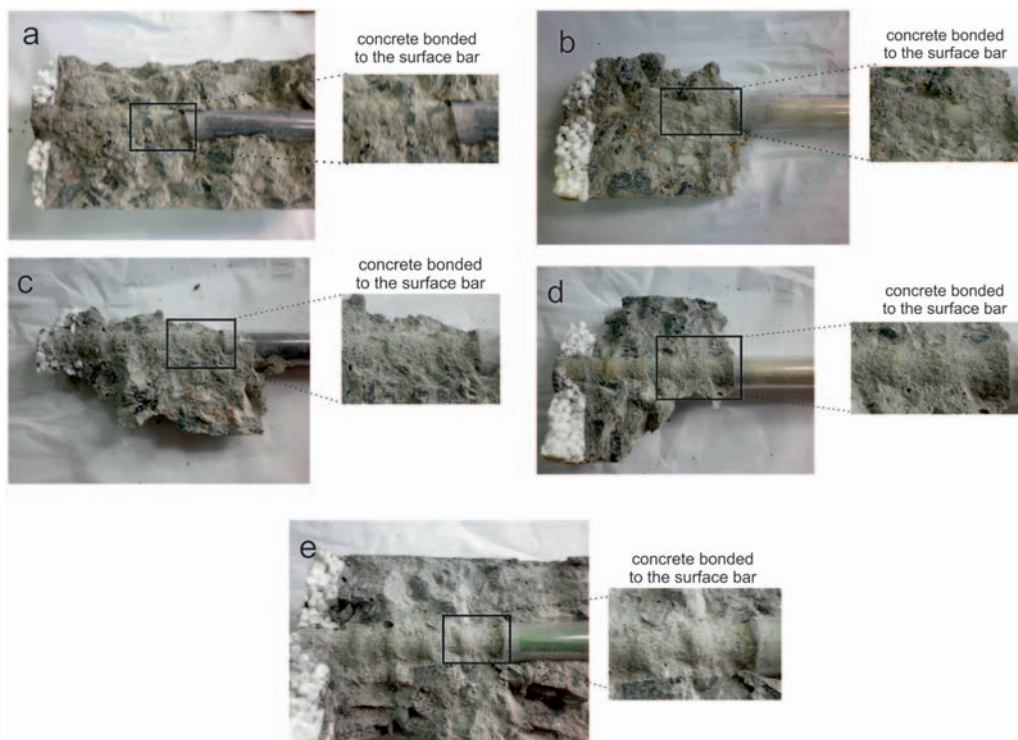 a
concrete bonded
to the surface bar
b
concrete bonded
to the surface bar
c
concrete bonded
to the surface bar
d
concrete bonded
to the surface bar
e
concrete bonded
to the surface bar